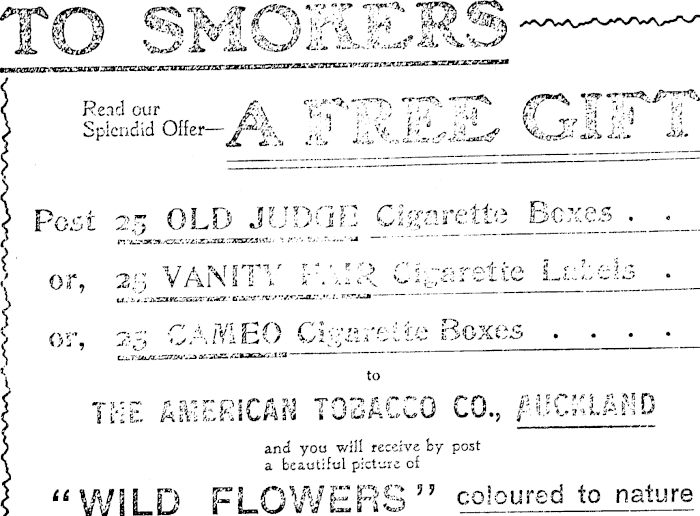 TO SMOKERS
Read our
Splendid Offer— A FREE GIFT
Post 25 OLD JUDGE Cigarette Boxes . .
or, 25 VANITY FAIR Cigarette Labels .
or, 25 CAMEO Cigarette Boxes . . . . .
to
THE AMERICAN TOBACCO CO., AUCKLAND
and you will receive by post
a beautiful picture of
"WILD FLOWERS" coloured to nature